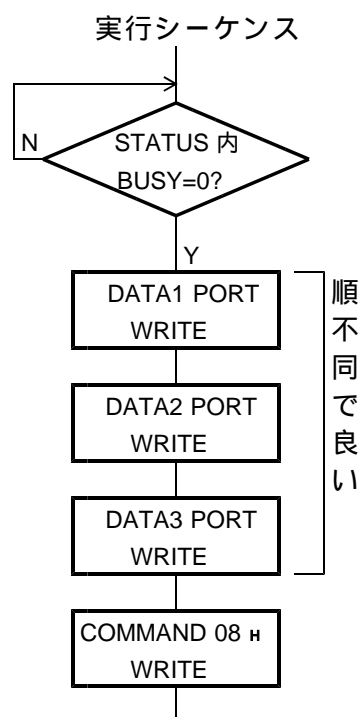 実行シーケンス
N
STATUS 内
BUSY=0?
Y
DATA1 PORT
WRITE
DATA2 PORT
WRITE
DATA3 PORT
WRITE
順不同で良い
COMMAND 08 H
WRITE